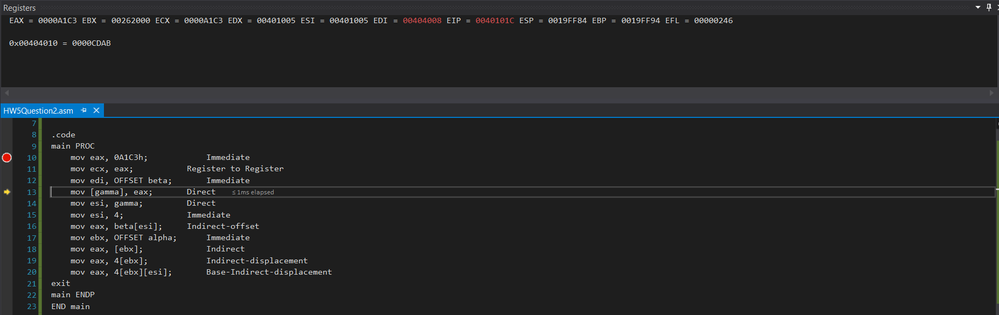 Registers
EAX = 0000A1C3 EBX = 00262000 ECX = 0000A1C3 EDX = 00401005 ESI = 00401005 EDI = 00404008 EIP = 0040101C ESP = 0019FF84 EBP = 0019FF94 EFL = 00000246
0x00404010 = 0000CDAB
HW5Question2.asm
7
8 .code
9 main PROC
10 mov eax, 0A1C3h; Immediate
11 mov ecx, eax; Register to Register
12 mov edi, OFFSET beta; Immediate
13 mov [gamma], eax; Direct ≤1ms elapsed
14 mov esi, gamma; Direct
15 mov esi, 4; Immediate
16 mov eax, beta[esi]; Indirect-offset
17 mov ebx, OFFSET alpha; Immediate
18 mov eax, [ebx]; Indirect
19 mov eax, 4[ebx]; Indirect-displacement
20 mov eax, 4[ebx][esi]; Base-Indirect-displacement
21 exit
22 main ENDP
23 END main